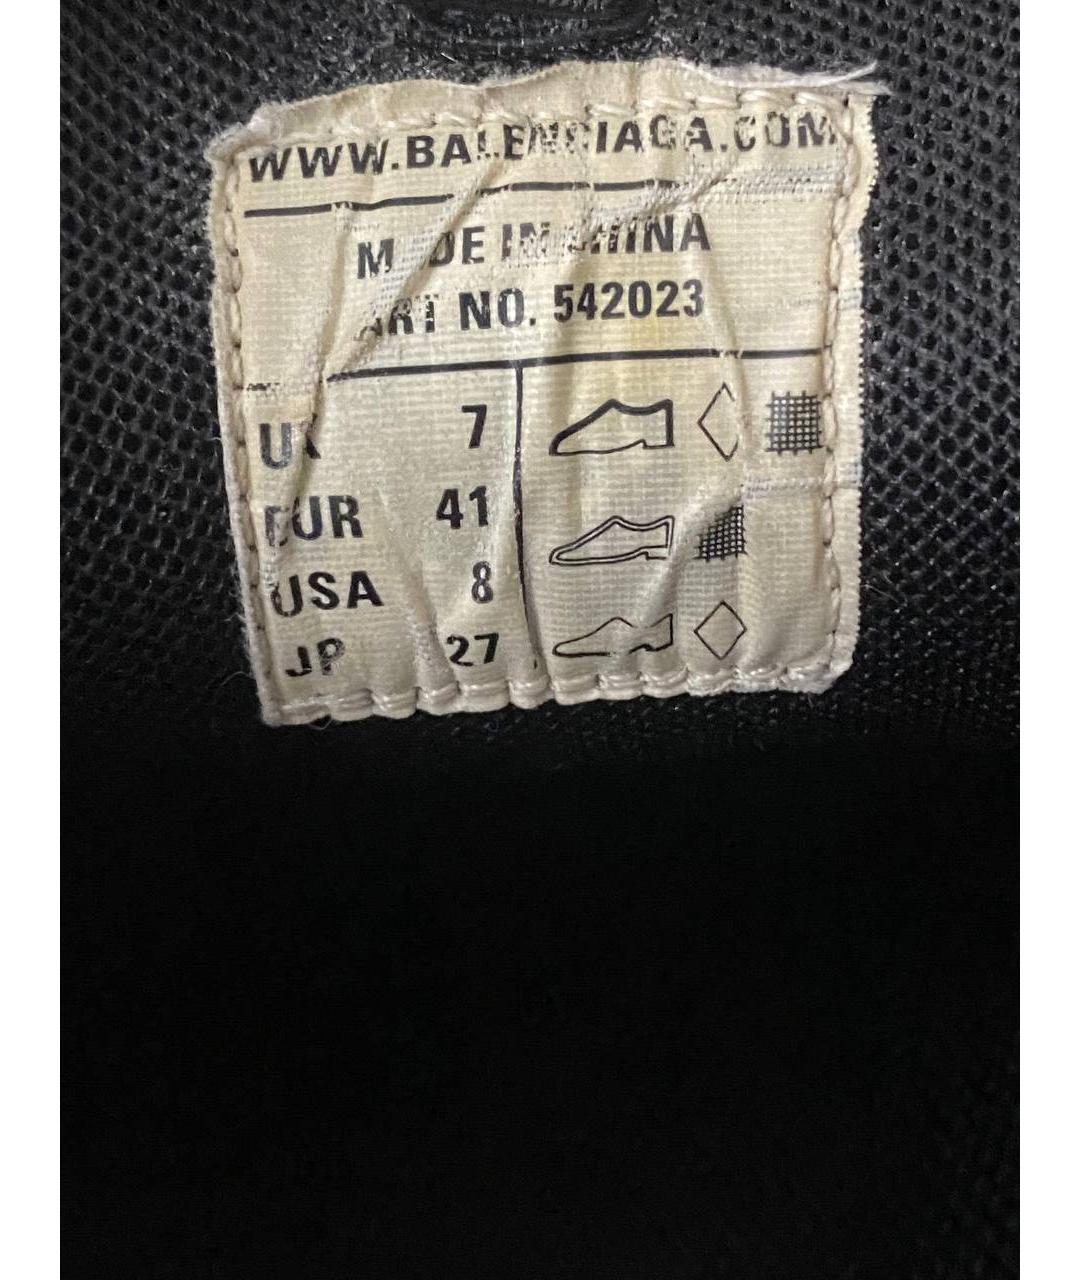 WWW.BALENCIAGA.COM
MADE IN CHINA
ART NO. 542023
UK 7
EUR 41
USA 8
JP 27